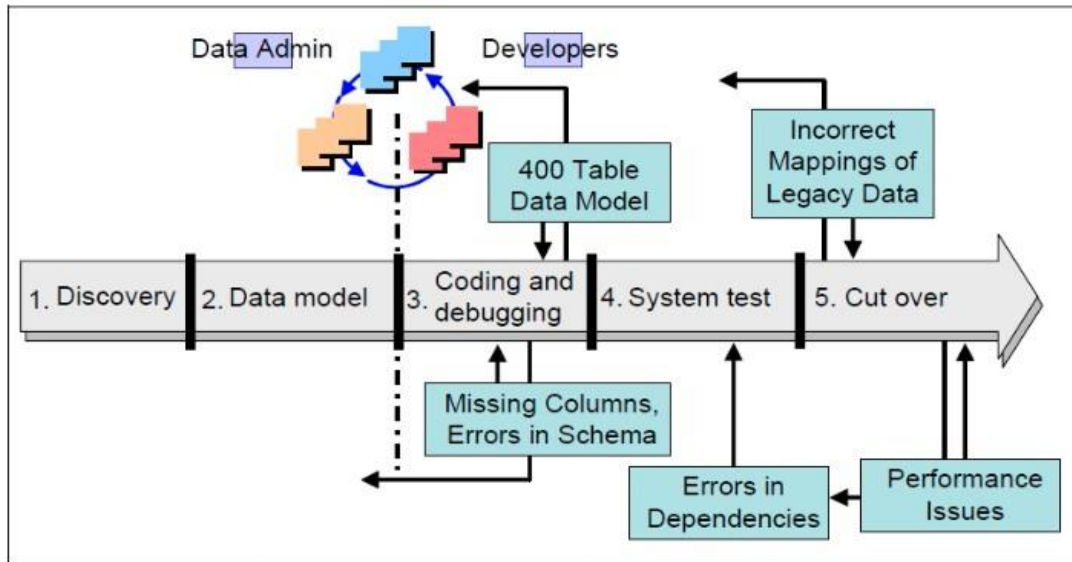 Data Admin
Developers
400 Table
Data Model
Incorrect
Mappings of
Legacy Data
1. Discovery
2. Data model
3. Coding and
debugging
4. System test
5. Cut over
Missing Columns,
Errors in Schema
Errors in
Dependencies
Performance
Issues